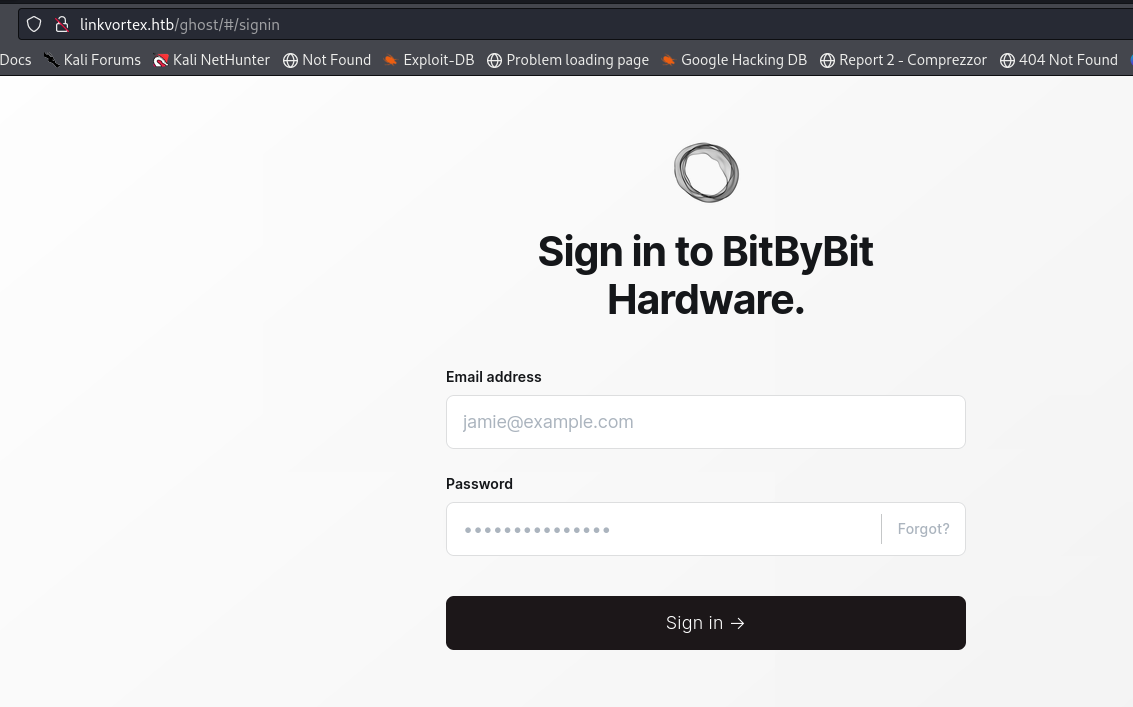 linkvortex.htb/ghost/#/signin
Docs Kali Forums Kali NetHunter Not Found Exploit-DB Problem loading page Google Hacking DB Report 2 - Comprezzor 404 Not Found
Sign in to BitByBit
Hardware.
Email address
jamie@example.com
Password
•••••••••••••••
Forgot?
Sign in →